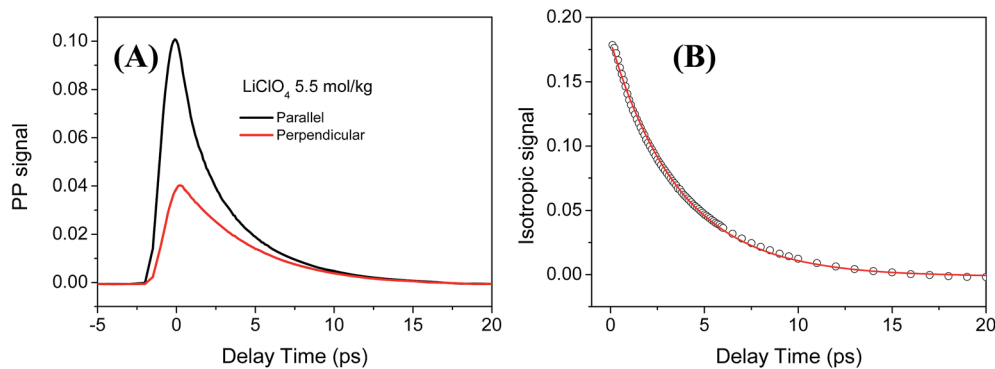 (A)
LiClO₄ 5.5 mol/kg
Parallel
Perpendicular
PP signal
0.10
0.08
0.06
0.04
0.02
0.00
-5
0
5
10
15
20
Delay Time (ps)
(B)
Isotropic signal
0.20
0.15
0.10
0.05
0.00
0
5
10
15
20
Delay Time (ps)